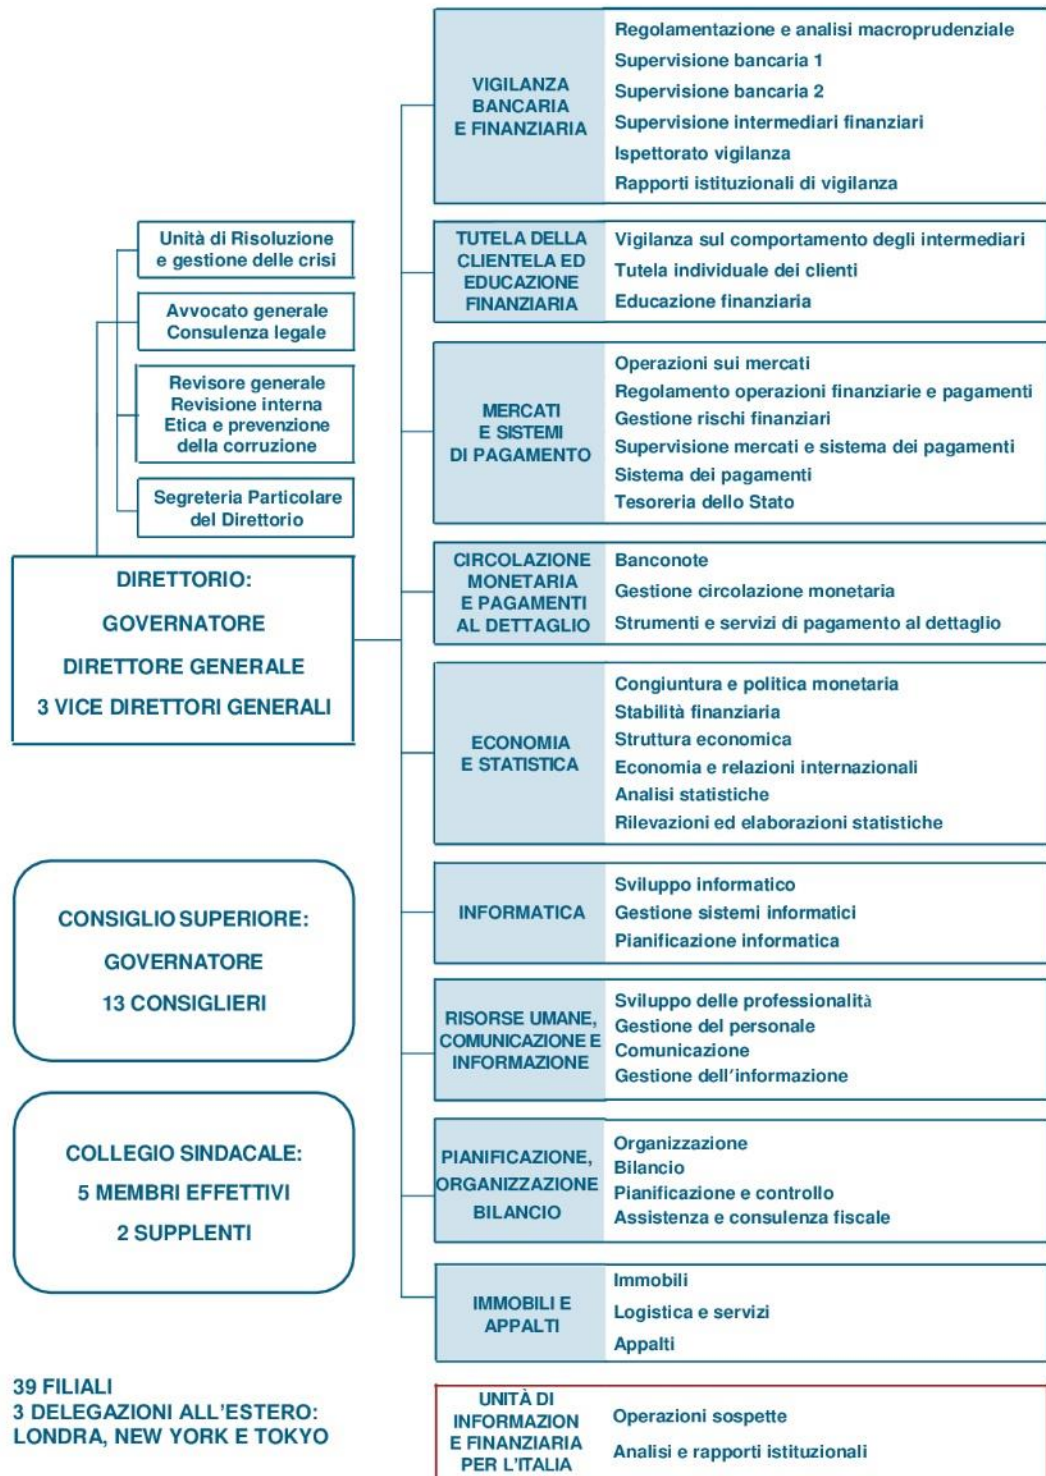 Unità di Risoluzione
e gestione delle crisi
Avvocato generale
Consulenza legale
Revisore generale
Revisione interna
Etica e prevenzione
della corruzione
Segreteria Particolare
del Direttorio
DIRETTORIO:
GOVERNATORE
DIRETTORE GENERALE
3 VICE DIRETTORI GENERALI
CONSIGLIO SUPERIORE:
GOVERNATORE
13 CONSIGLIERI
COLLEGIO SINDACALE:
5 MEMBRI EFFETTIVI
2 SUPPLENTI
39 FILIALI
3 DELEGAZIONI ALL'ESTERO:
LONDRA, NEW YORK E TOKYO
VIGILANZA
BANCARIA
E FINANZIARIA
Regolamentazione e analisi macroprudenziale
Supervisione bancaria 1
Supervisione bancaria 2
Supervisione intermediari finanziari
Ispettorato vigilanza
Rapporti istituzionali di vigilanza
TUTELA DELLA
CLIENTELA ED
EDUCAZIONE
FINANZIARIA
Vigilanza sul comportamento degli intermediari
Tutela individuale dei clienti
Educazione finanziaria
MERCATI
E SISTEMI
DI PAGAMENTO
Operazioni sui mercati
Regolamento operazioni finanziarie e pagamenti
Gestione rischi finanziari
Supervisione mercati e sistema dei pagamenti
Sistema dei pagamenti
Tesoreria dello Stato
CIRCOLAZIONE
MONETARIA
E PAGAMENTI
AL DETTAGLIO
Banconote
Gestione circolazione monetaria
Strumenti e servizi di pagamento al dettaglio
ECONOMIA
E STATISTICA
Congiuntura e politica monetaria
Stabilità finanziaria
Struttura economica
Economia e relazioni internazionali
Analisi statistiche
Rilevazioni ed elaborazioni statistiche
INFORMATICA
Sviluppo informatico
Gestione sistemi informatici
Pianificazione informatica
RISORSE UMANE,
COMUNICAZIONE E
INFORMAZIONE
Sviluppo delle professionalità
Gestione del personale
Comunicazione
Gestione dell'informazione
PIANIFICAZIONE,
ORGANIZZAZIONE
BILANCIO
Organizzazione
Bilancio
Pianificazione e controllo
Assistenza e consulenza fiscale
IMMOBILI E
APPALTI
Immobili
Logistica e servizi
Appalti
UNITÀ DI
INFORMAZION
E FINANZIARIA
PER L'ITALIA
Operazioni sospette
Analisi e rapporti istituzionali